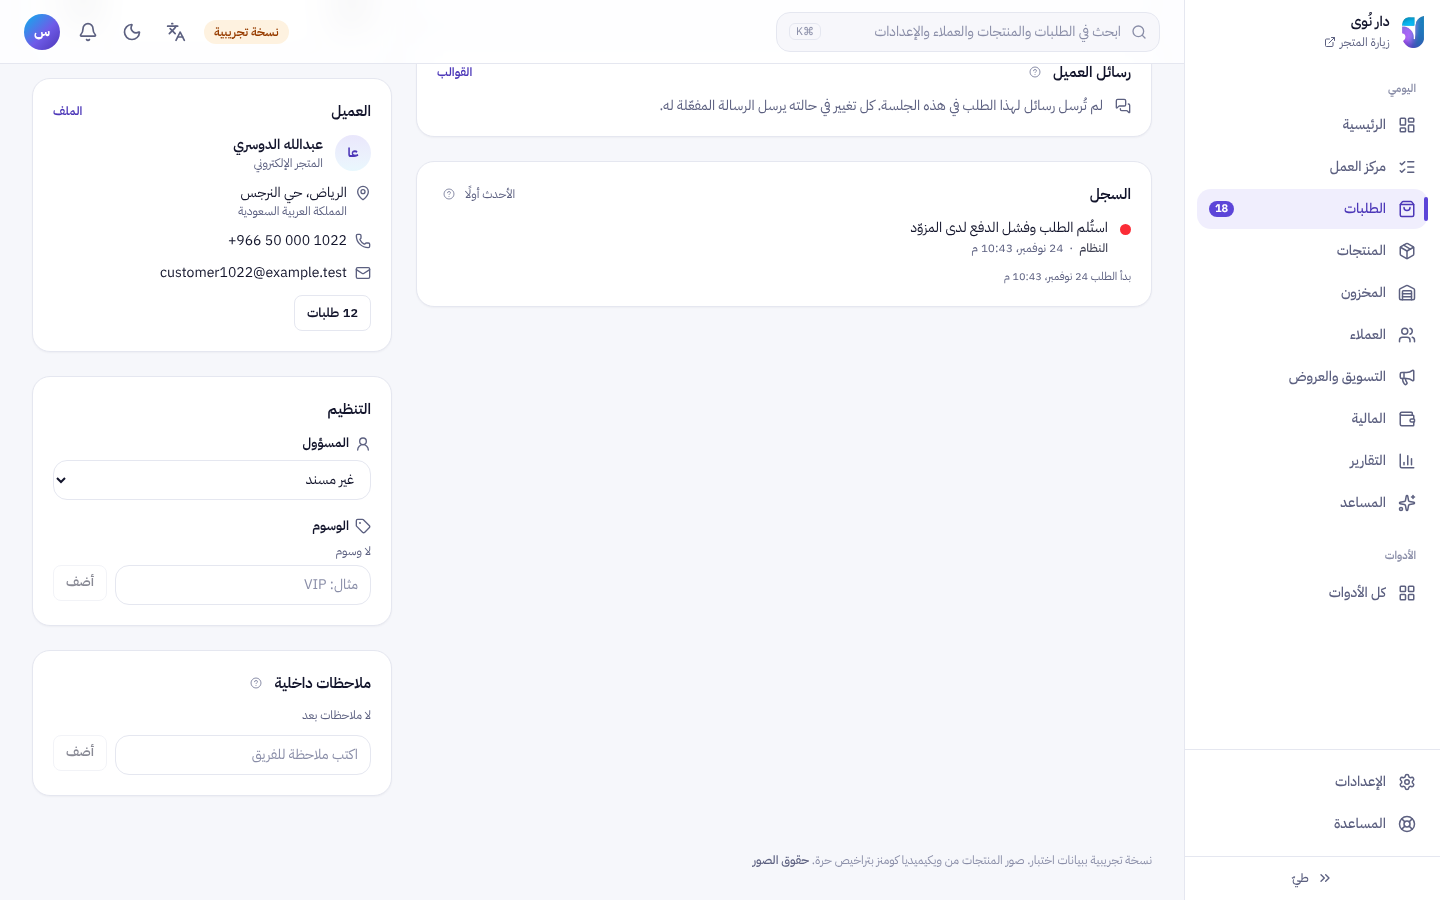 دار نُوى
زيارة المتجر
اليومي
الرئيسية
مركز العمل
الطلبات
18
المنتجات
المخزون
العملاء
التسويق والعروض
المالية
التقارير
المساعد
الأدوات
كل الأدوات
الإعدادات
المساعدة
طيّ
ابحث في الطلبات والمنتجات والعملاء والإعدادات
⌘K
نسخة تجريبية
س
رسائل العميل
القوالب
لم تُرسل رسائل لهذا الطلب في هذه الجلسة. كل تغيير في حالته يرسل الرسالة المفعّلة له.
السجل
الأحدث أولًا
استُلم الطلب وفشل الدفع لدى المزوّد
النظام · 24 نوفمبر، 10:43 م
بدأ الطلب 24 نوفمبر، 10:43 م
العميل
الملف
عا
عبدالله الدوسري
المتجر الإلكتروني
الرياض، حي النرجس
المملكة العربية السعودية
+966 50 000 1022
customer1022@example.test
12 طلبات
التنظيم
المسؤول
غير مسند
الوسوم
لا وسوم
مثال: VIP
أضف
ملاحظات داخلية
لا ملاحظات بعد
اكتب ملاحظة للفريق
أضف
نسخة تجريبية ببيانات اختبار. صور المنتجات من ويكيميديا كومنز بتراخيص حرة. حقوق الصور